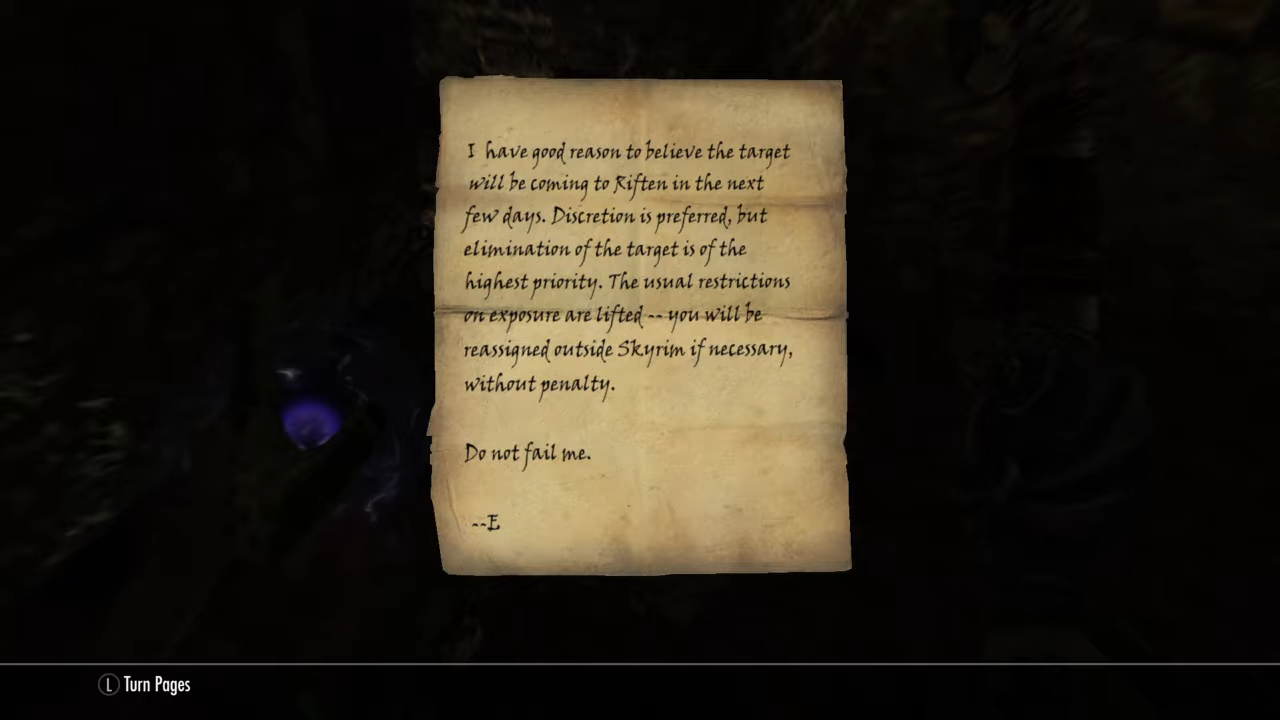 I have good reason to believe the target
will be coming to Riften in the next
few days. Discretion is preferred, but
elimination of the target is of the
highest priority. The usual restrictions
on exposure are lifted -- you will be
reassigned outside Skyrim if necessary,
without penalty.
Do not fail me.
--E
L Turn Pages